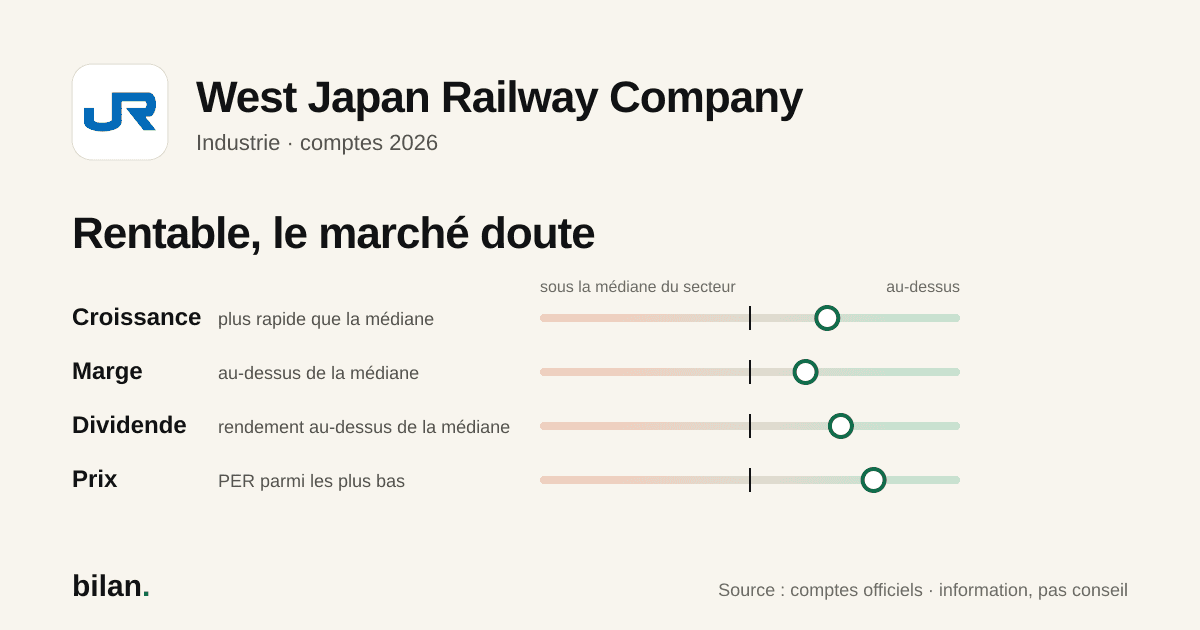 JR
West Japan Railway Company
Industrie · comptes 2026
Rentable, le marché doute
sous la médiane du secteur au-dessus
Croissance plus rapide que la médiane
Marge au-dessus de la médiane
Dividende rendement au-dessus de la médiane
Prix PER parmi les plus bas
bilan.
Source : comptes officiels · information, pas conseil